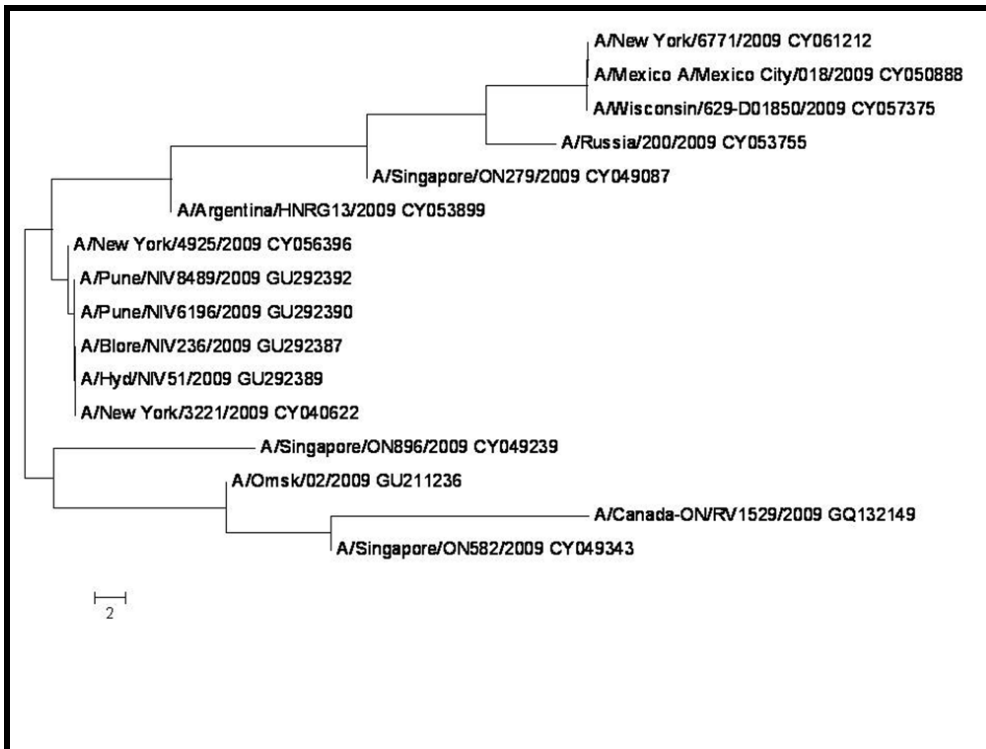 A/New York/6771/2009 CY061212
A/Mexico A/Mexico City/018/2009 CY050888
A/Wisconsin/629-D01850/2009 CY057375
A/Russia/200/2009 CY053755
A/Singapore/ON279/2009 CY049087
A/Argentina/HNRG13/2009 CY053899
A/New York/4925/2009 CY056396
A/Pune/NIV8489/2009 GU292392
A/Pune/NIV6196/2009 GU292390
A/Blore/NIV236/2009 GU292387
A/Hyd/NIV51/2009 GU292389
A/New York/3221/2009 CY040622
A/Singapore/ON896/2009 CY049239
A/Omsk/02/2009 GU211236
A/Canada-ON/RV1529/2009 GQ132149
A/Singapore/ON582/2009 CY049343
2